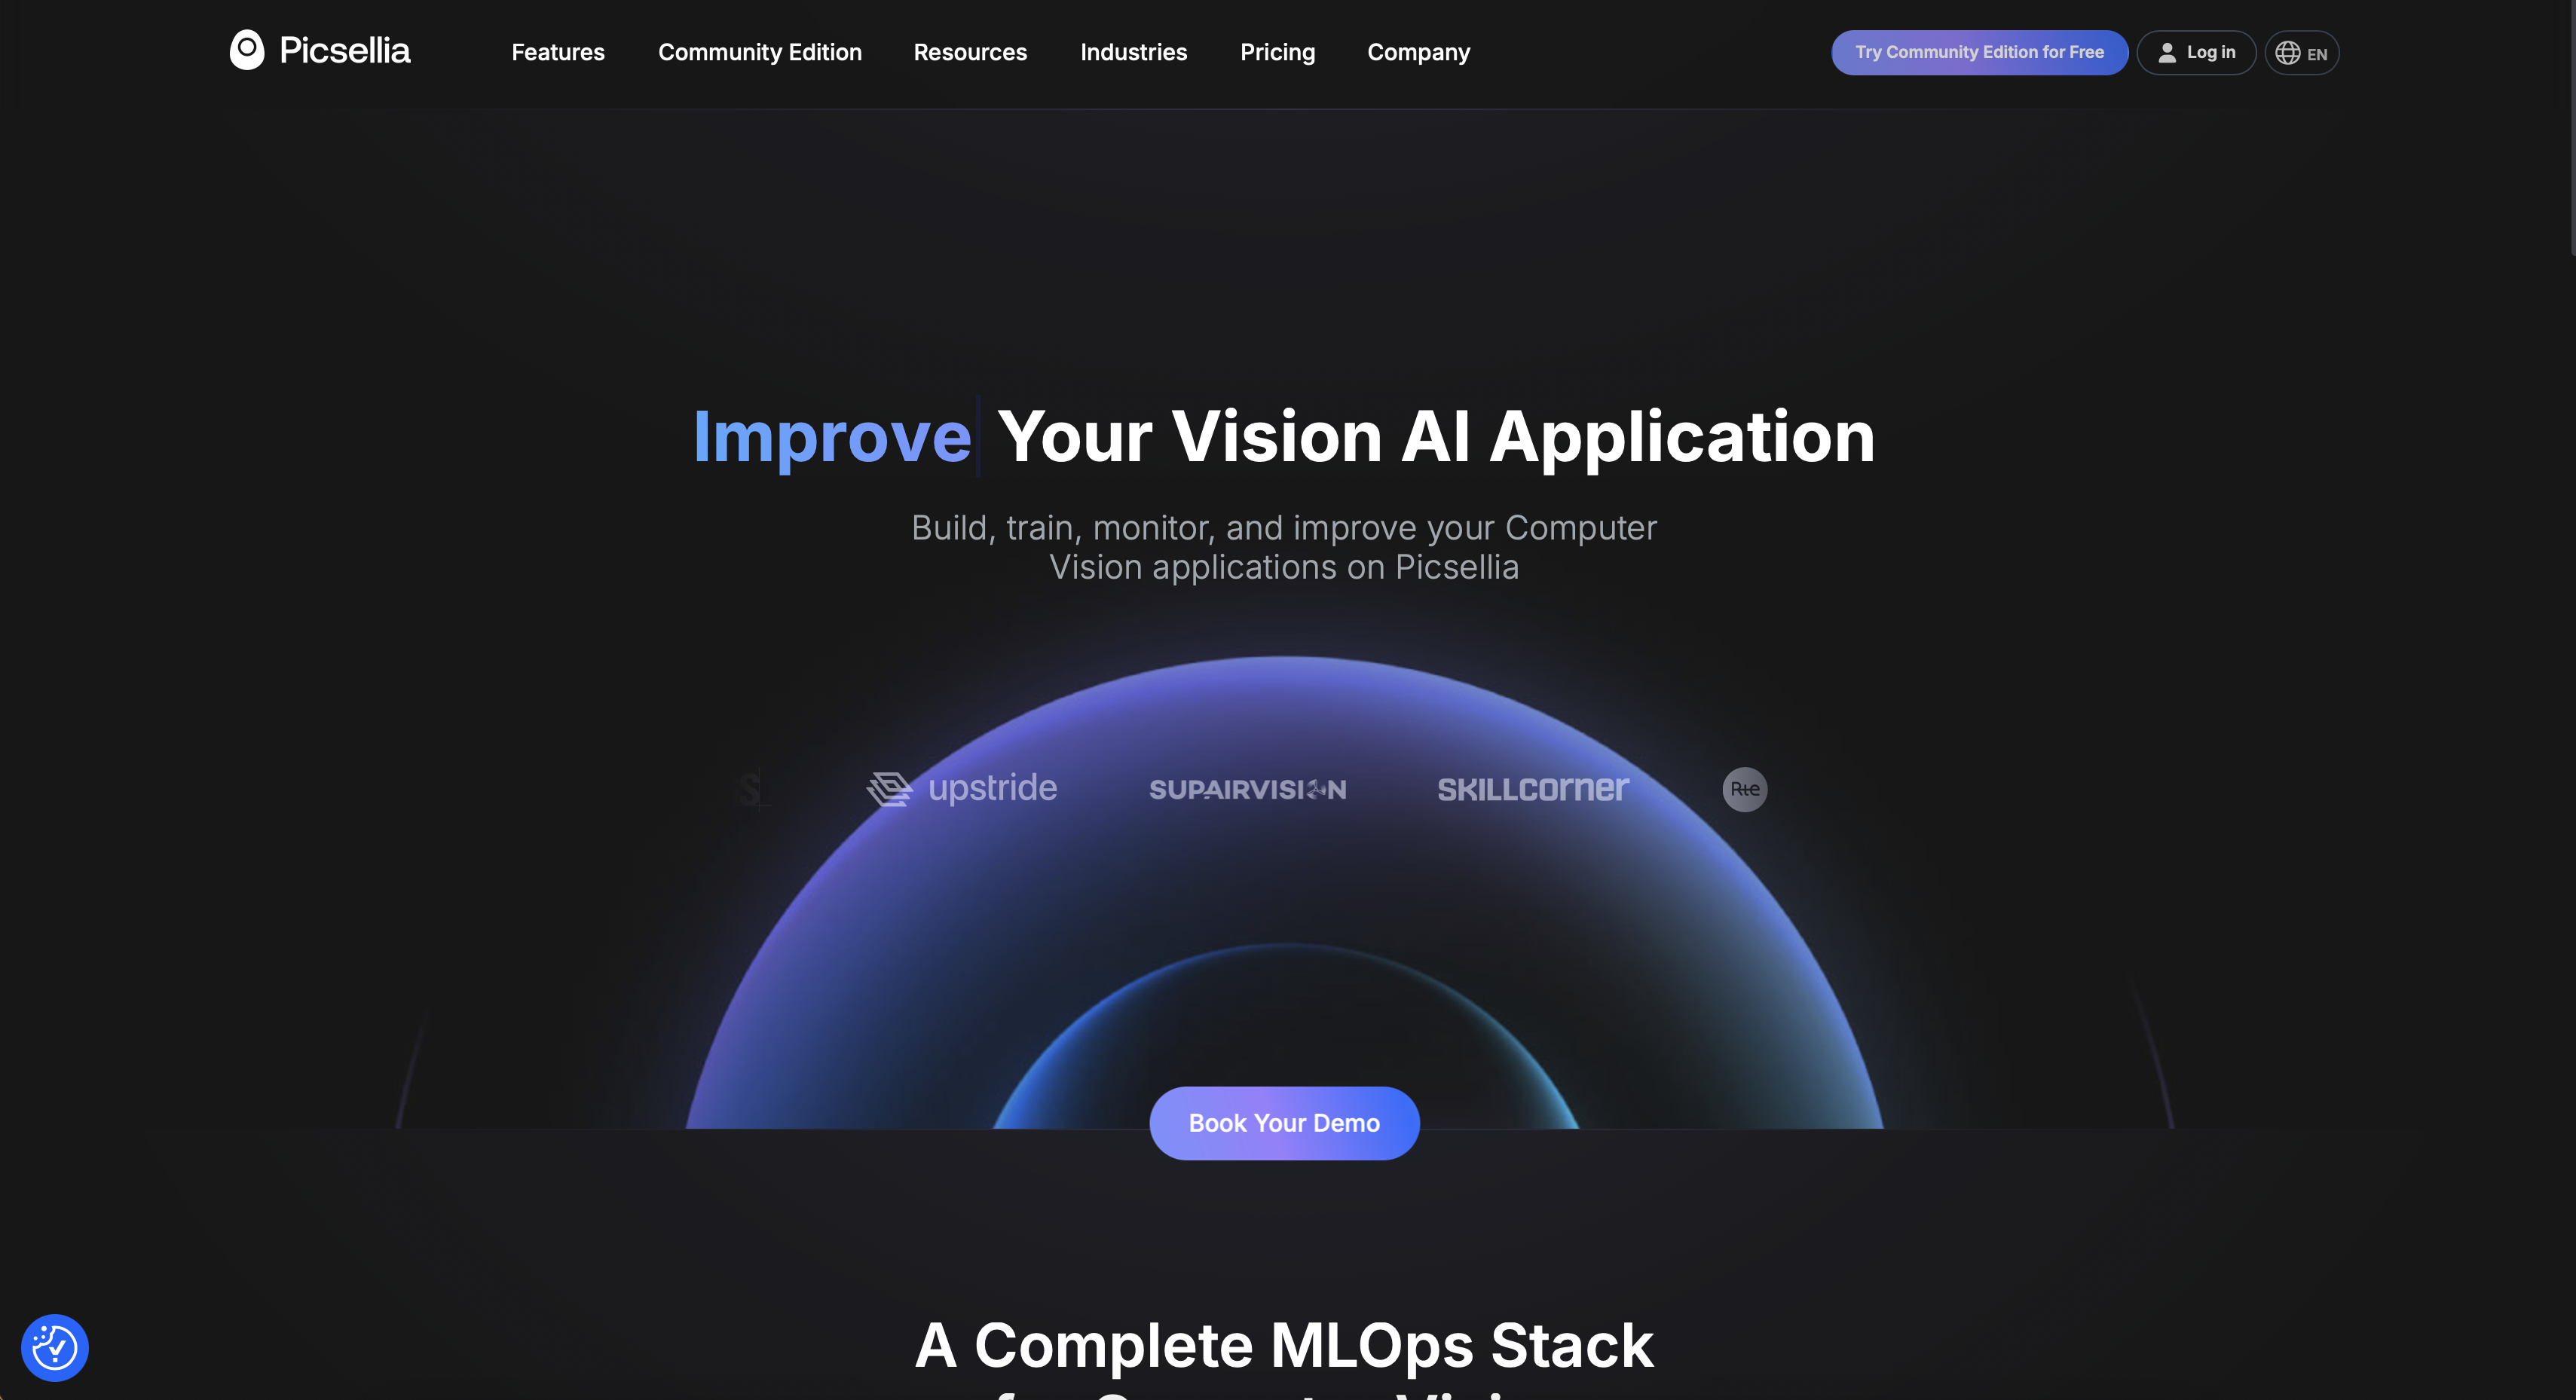 Picsellia
Features
Community Edition
Resources
Industries
Pricing
Company
Try Community Edition for Free
Log in
EN
Improve Your Vision AI Application
Build, train, monitor, and improve your Computer
Vision applications on Picsellia
upstride
SUPAIRVISION
SKILLCORNER
Rte
Book Your Demo
A Complete MLOps Stack